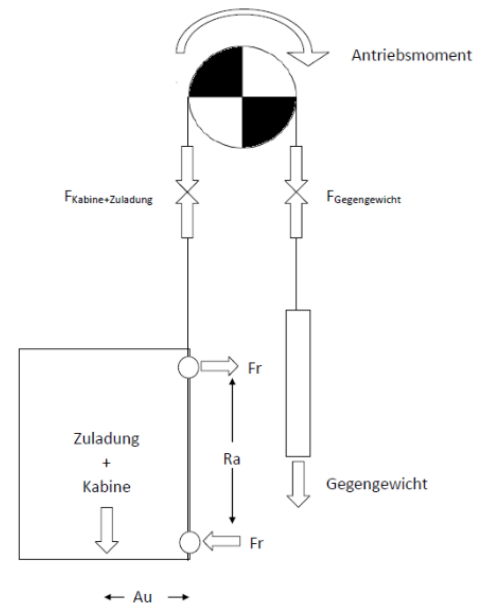 Antriebsmoment
FKabine+Zuladung
FGegengewicht
Fr
Zuladung
+
Kabine
Ra
Gegengewicht
Fr
Au